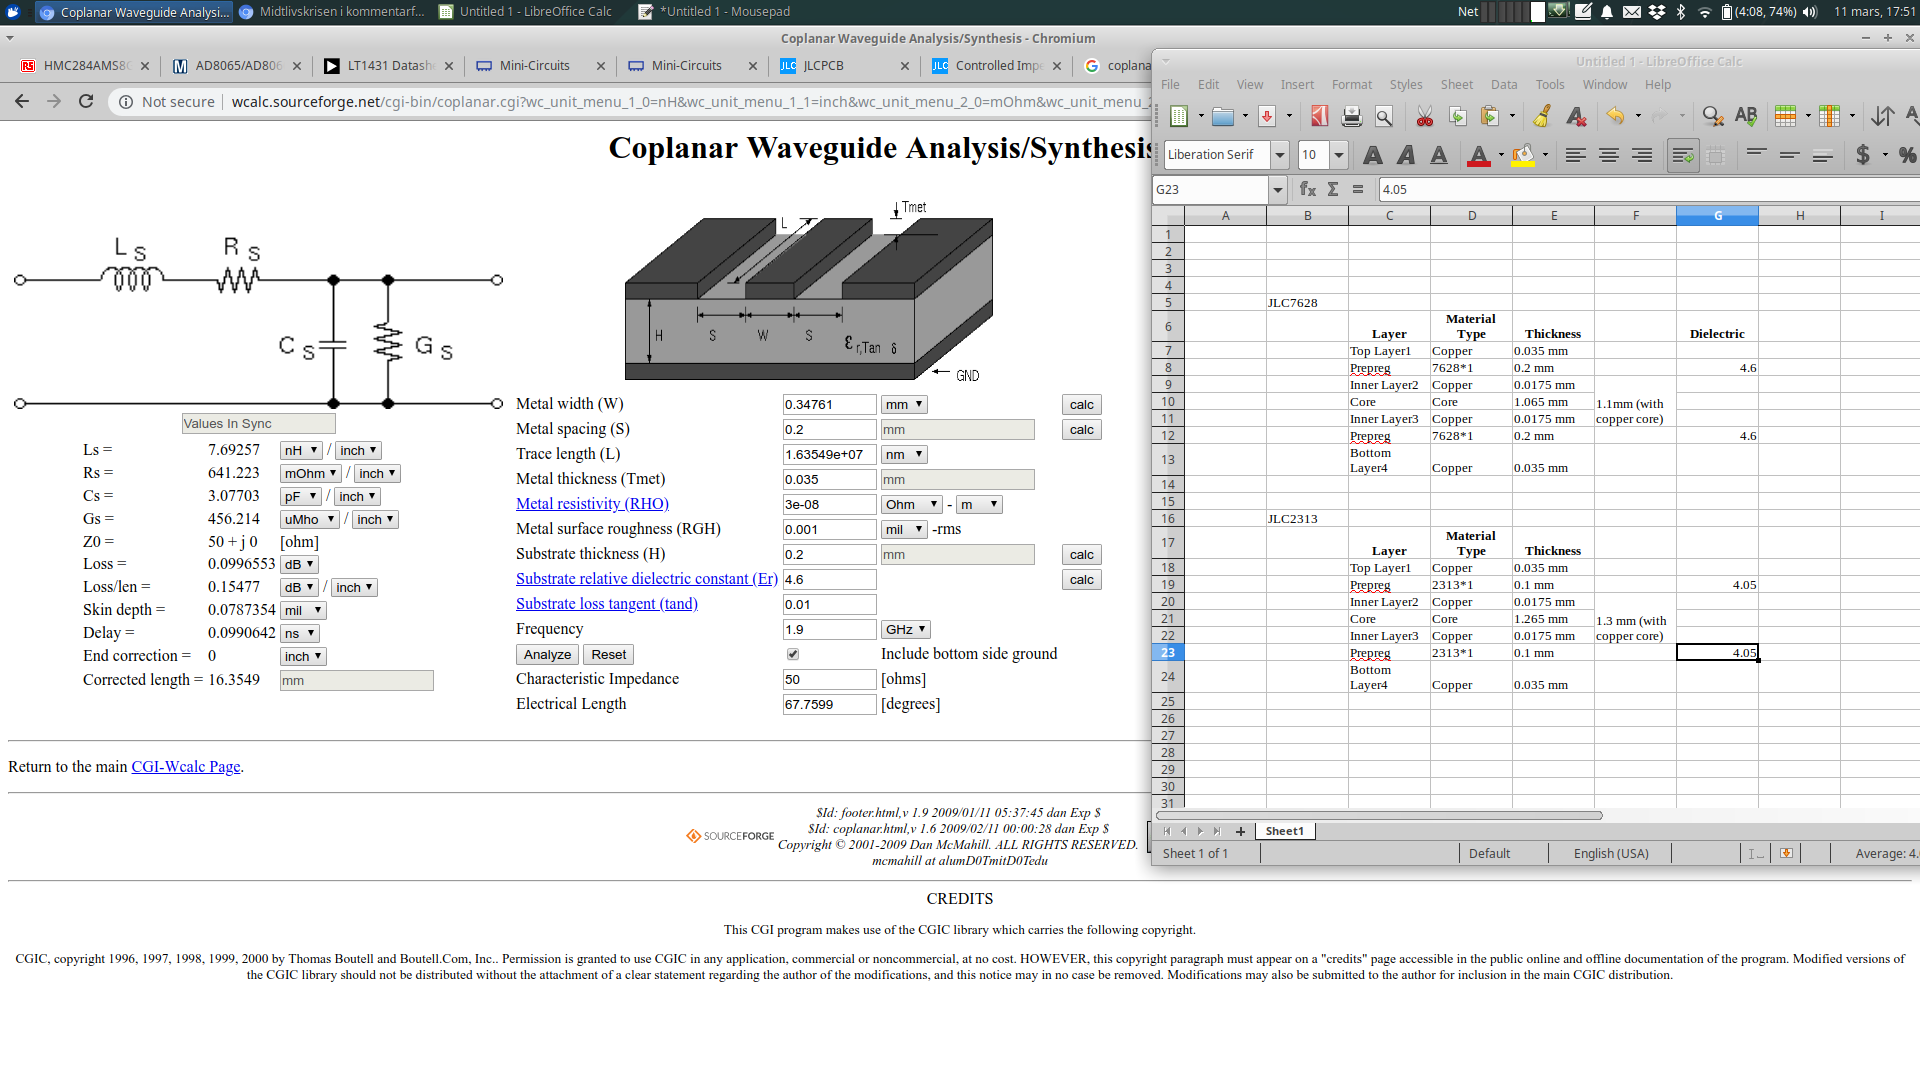 Coplanar Waveguide Analysi...
Midtlivskrisen i kommentarf...
Untitled 1 - LibreOffice Calc
*Untitled 1 - Mousepad
Net
(4:08, 74%)
11 mars, 17:51
Coplanar Waveguide Analysis/Synthesis - Chromium
HMC284AMS8
AD8065/AD806
LT1431 Datash
Mini-Circuits
Mini-Circuits
JLCPCB
Controlled Imp
coplana
Not secure
wcalc.sourceforge.net/cgi-bin/coplanar.cgi?wc_unit_menu_1_0=nH&wc_unit_menu_1_1=inch&wc_unit_menu_2_0=mOhm&wc_unit_menu_
Coplanar Waveguide Analysis/Synthesis
L S
R S
C S
G S
Tmet
L
H
S
W
S
εr,Tan δ
GND
Values In Sync
Ls = 7.69257 nH / inch
Rs = 641.223 mOhm / inch
Cs = 3.07703 pF / inch
Gs = 456.214 uMho / inch
Z0 = 50 + j 0 [ohm]
Loss = 0.0996553 dB
Loss/len = 0.15477 dB / inch
Skin depth = 0.0787354 mil
Delay = 0.0990642 ns
End correction = 0 inch
Corrected length = 16.3549 mm
Metal width (W) 0.34761 mm calc
Metal spacing (S) 0.2 mm calc
Trace length (L) 1.63549e+07 nm
Metal thickness (Tmet) 0.035 mm
Metal resistivity (RHO) 3e-08 Ohm - m
Metal surface roughness (RGH) 0.001 mil -rms
Substrate thickness (H) 0.2 mm calc
Substrate relative dielectric constant (Er) 4.6 calc
Substrate loss tangent (tand) 0.01
Frequency 1.9 GHz
Analyze Reset Include bottom side ground
Characteristic Impedance 50 [ohms]
Electrical Length 67.7599 [degrees]
Return to the main CGI-Wcalc Page.
SOURCEFORGE
$Id: footer.html,v 1.9 2009/01/11 05:37:45 dan Exp $
$Id: coplanar.html,v 1.6 2009/02/11 00:00:28 dan Exp $
Copyright © 2001-2009 Dan McMahill. ALL RIGHTS RESERVED.
mcmahill at alumD0TmitD0Tedu
CREDITS
This CGI program makes use of the CGIC library which carries the following copyright.
CGIC, copyright 1996, 1997, 1998, 1999, 2000 by Thomas Boutell and Boutell.Com, Inc.. Permission is granted to use CGIC in any application, commercial or noncommercial, at no cost. HOWEVER, this copyright paragraph must appear on a "credits" page accessible in the public online and offline documentation of the program. Modified versions of
the CGIC library should not be distributed without the attachment of a clear statement regarding the author of the modifications, and this notice may in no case be removed. Modifications may also be submitted to the author for inclusion in the main CGIC distribution.
Untitled 1 - LibreOffice Calc
File Edit View Insert Format Styles Sheet Data Tools Window Help
Liberation Serif 10
G23 4.05
A B C D E F G H I
1
2
3
4
5 JLC7628
6 Layer Material Type Thickness Dielectric
7 Top Layer1 Copper 0.035 mm
8 Prepreg 7628*1 0.2 mm 4.6
9 Inner Layer2 Copper 0.0175 mm
10 Core Core 1.065 mm 1.1mm (with
11 Inner Layer3 Copper 0.0175 mm copper core)
12 Prepreg 7628*1 0.2 mm 4.6
13 Bottom Layer4 Copper 0.035 mm
14
15
16 JLC2313
17 Layer Material Type Thickness
18 Top Layer1 Copper 0.035 mm
19 Prepreg 2313*1 0.1 mm 4.05
20 Inner Layer2 Copper 0.0175 mm
21 Core Core 1.265 mm 1.3 mm (with
22 Inner Layer3 Copper 0.0175 mm copper core)
23 Prepreg 2313*1 0.1 mm 4.05
24 Bottom Layer4 Copper 0.035 mm
25
26
27
28
29
30
31
Sheet1
Sheet 1 of 1 Default English (USA) Average: 4.